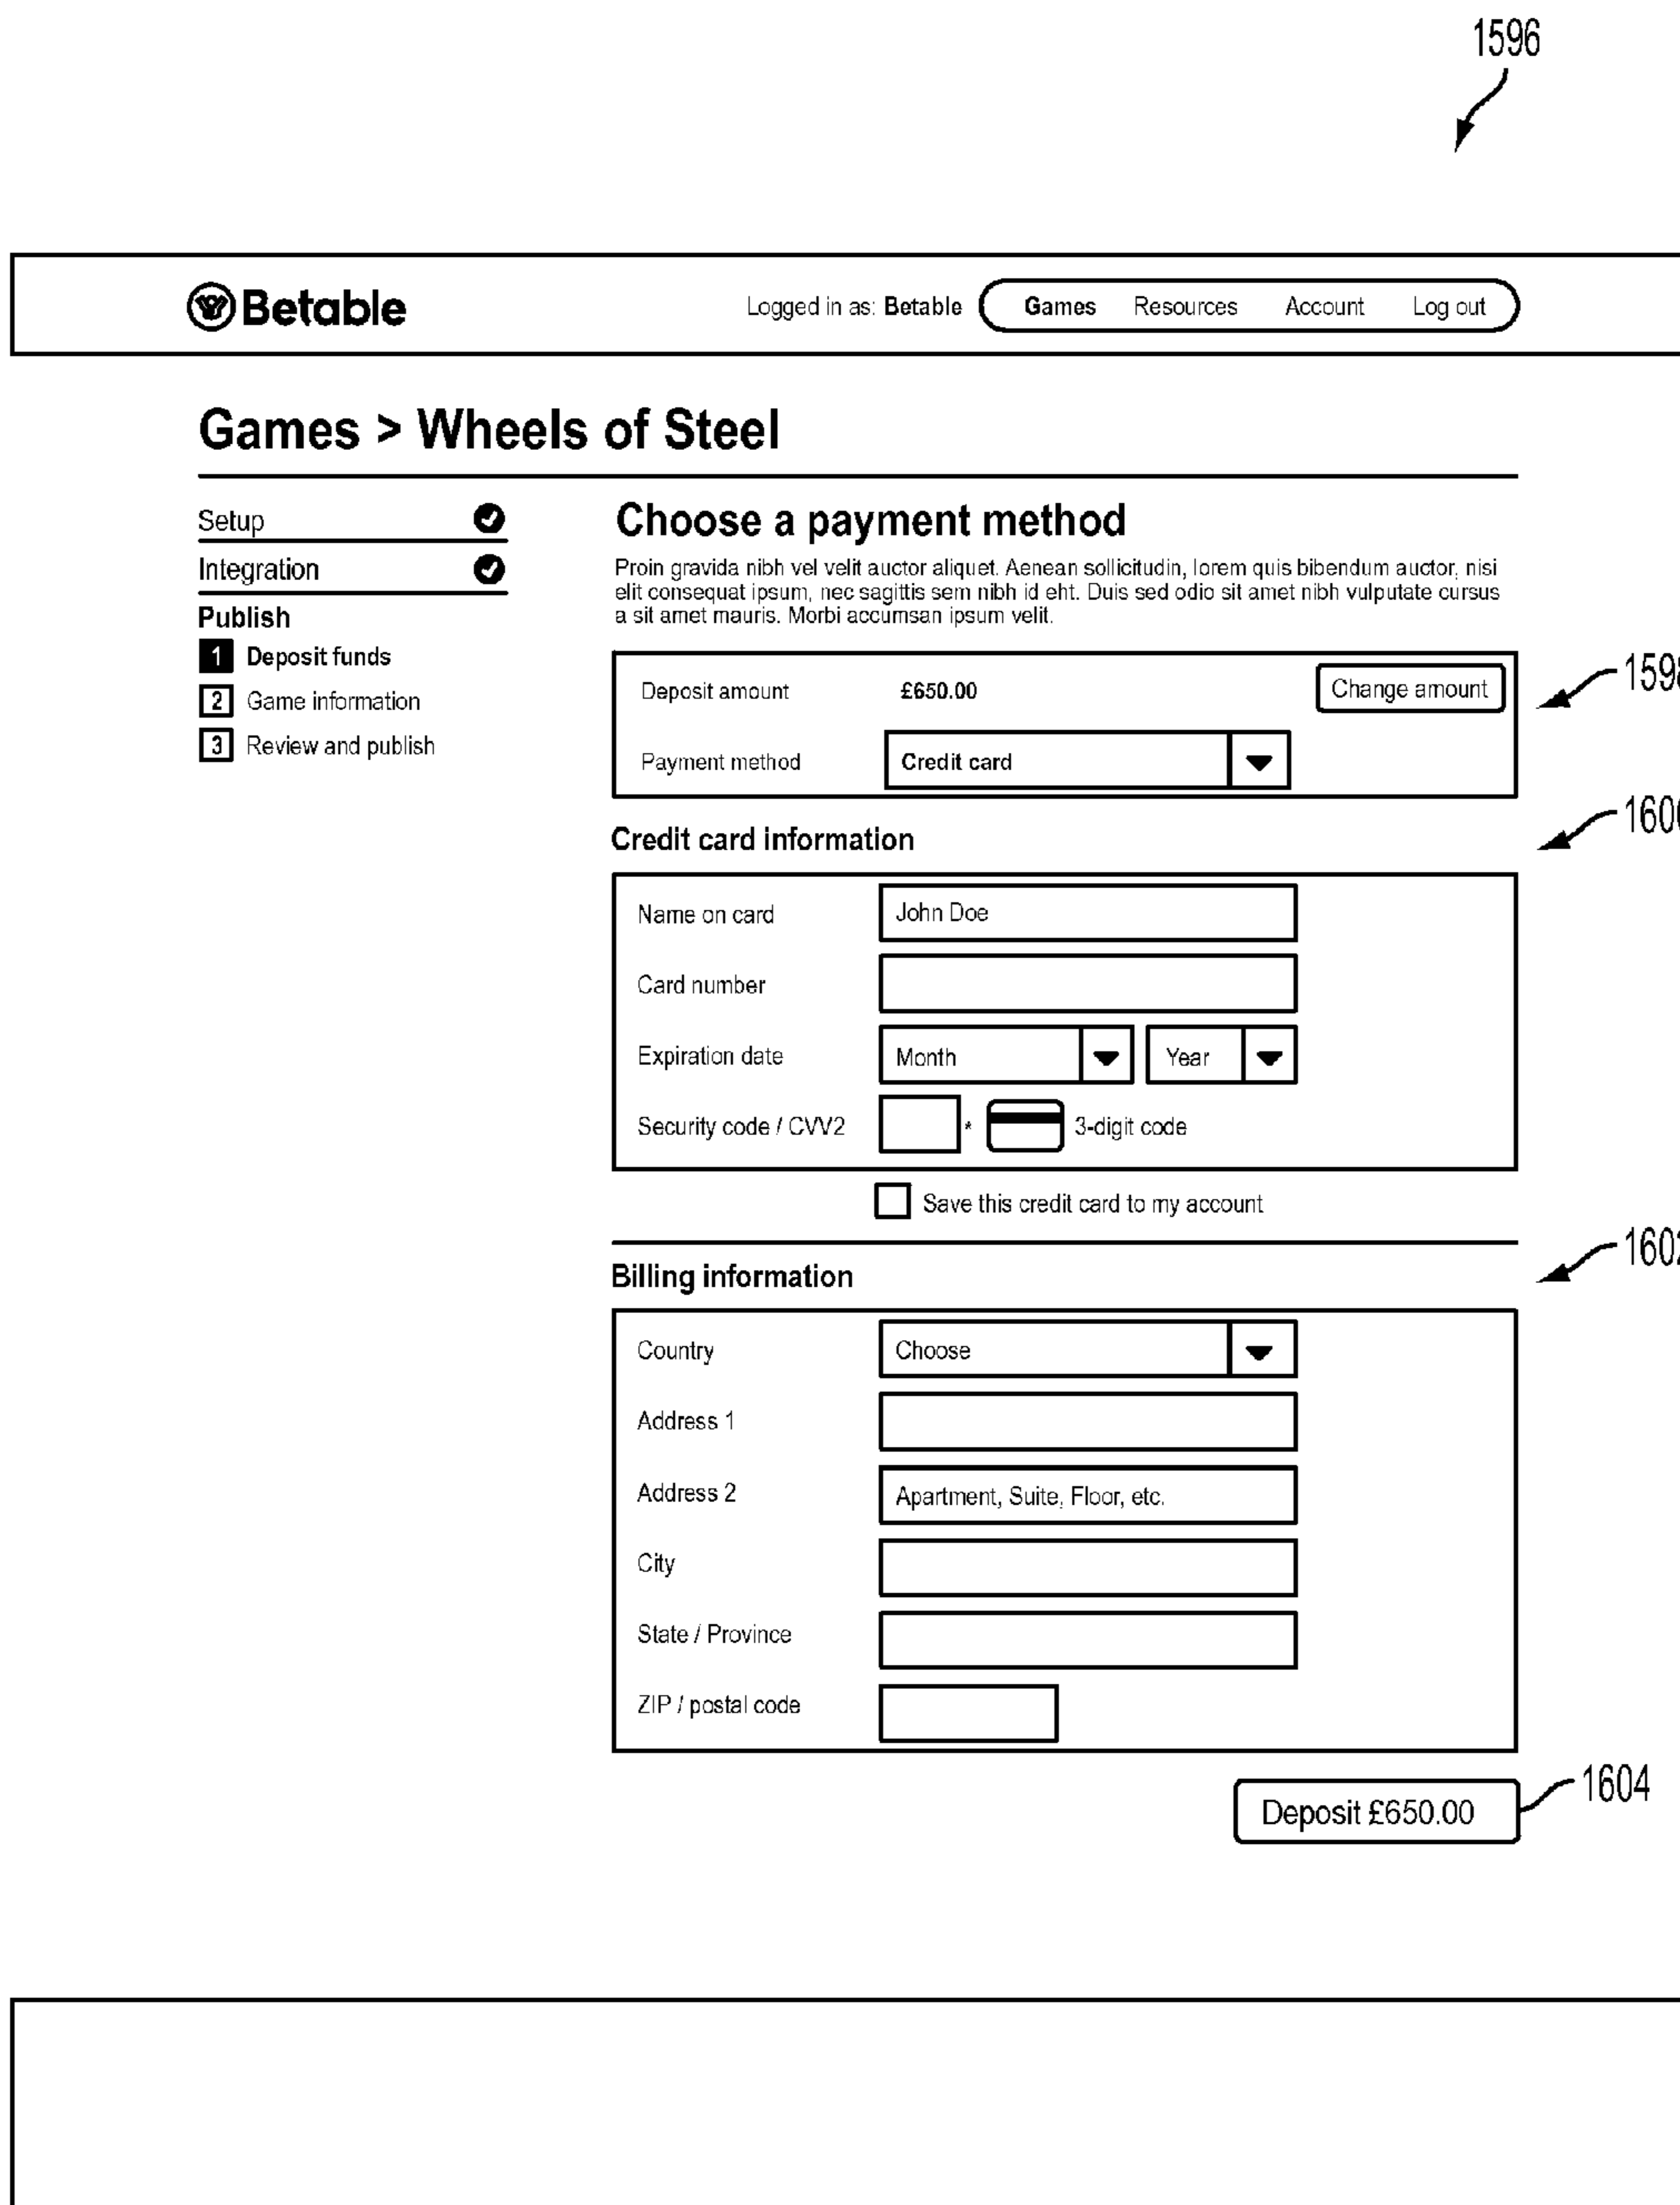 1596
Betable
Logged in as: Betable Games Resources Account Log out
Games > Wheels of Steel
Setup
Integration
Publish
1 Deposit funds
2 Game information
3 Review and publish
Choose a payment method
Proin gravida nibh vel velit auctor aliquet. Aenean sollicitudin, lorem quis bibendum auctor, nisi
elit consequat ipsum, nec sagittis sem nibh id eht. Duis sed odio sit amet nibh vulputate cursus
a sit amet mauris. Morbi accumsan ipsum velit.
Deposit amount £650.00 Change amount
Payment method Credit card
Credit card information
Name on card John Doe
Card number
Expiration date Month Year
Security code / CVV2 * 3-digit code
Save this credit card to my account
1602
Billing information
Country Choose
Address 1
Address 2 Apartment, Suite, Floor, etc.
City
State / Province
ZIP / postal code
Deposit £650.00 1604